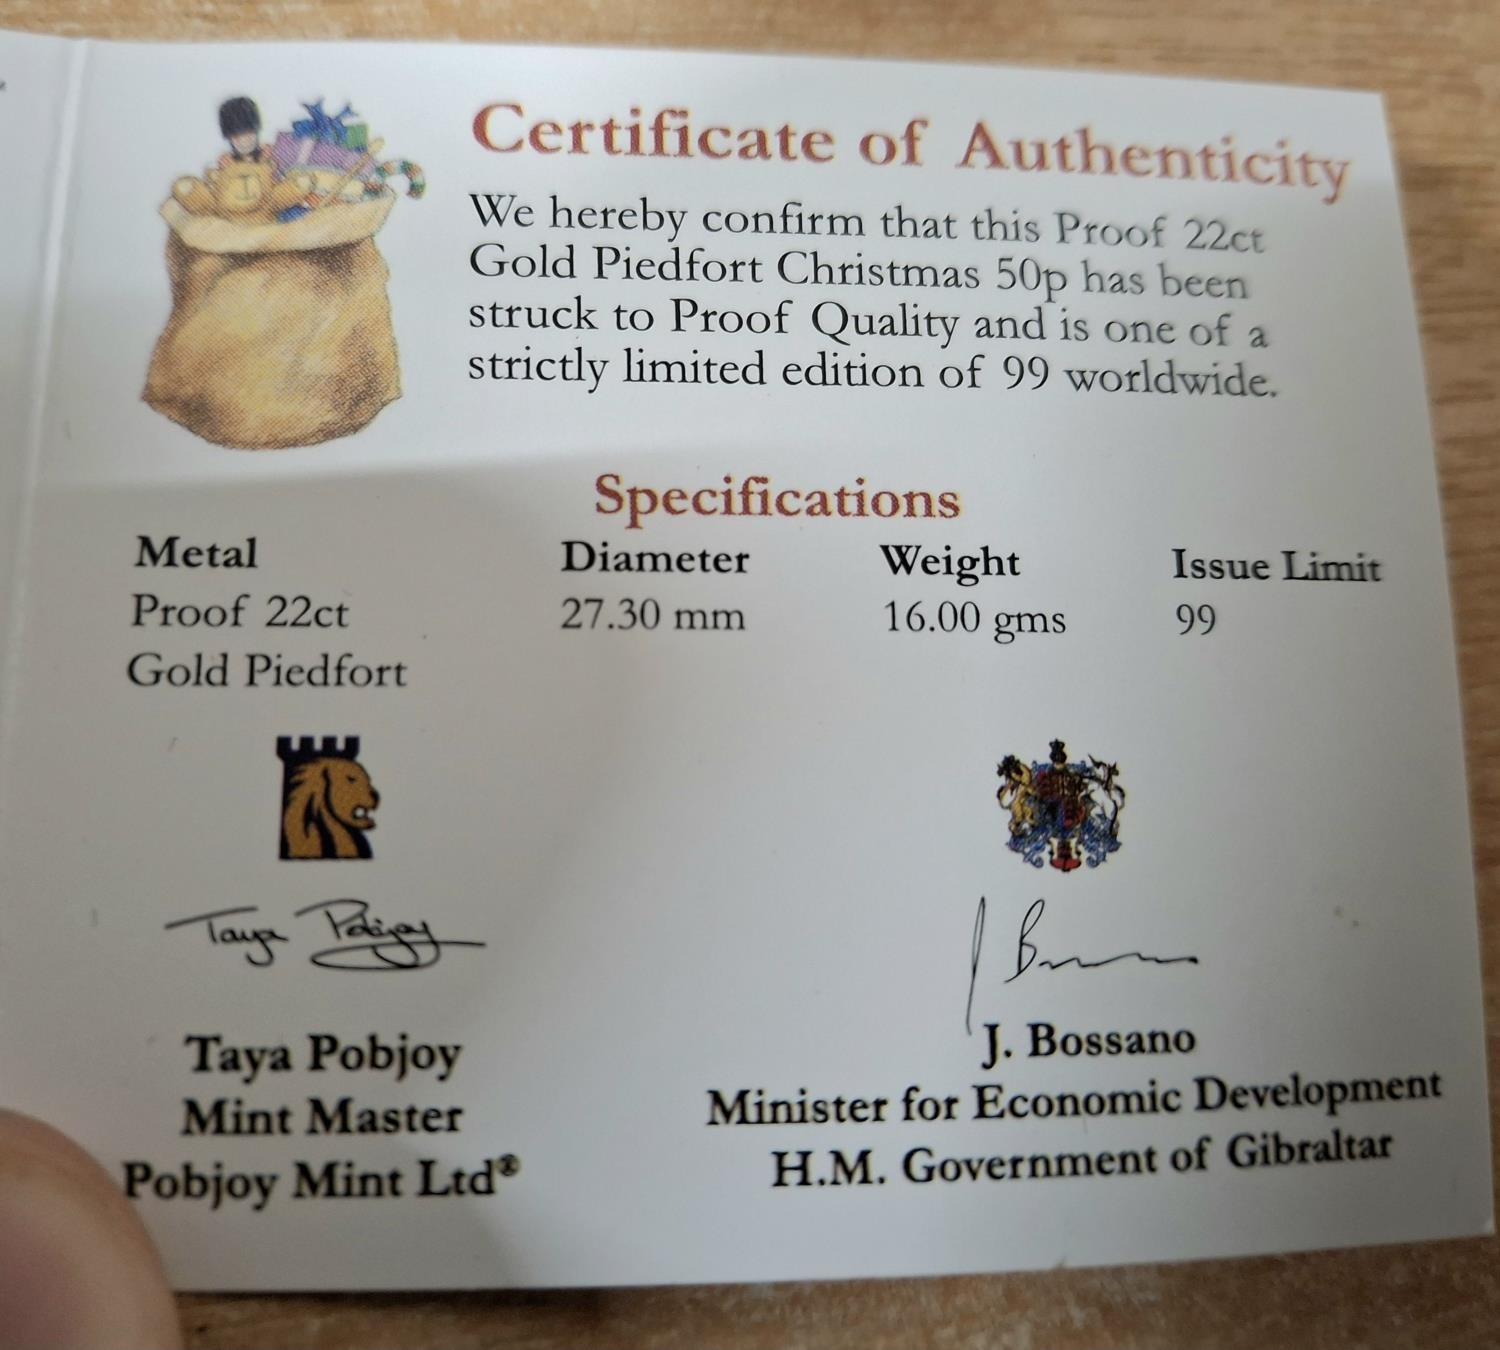 Certificate of Authenticity
We hereby confirm that this Proof 22ct
Gold Piedfort Christmas 50p has been
struck to Proof Quality and is one of a
strictly limited edition of 99 worldwide.
Specifications
Metal Diameter Weight Issue Limit
Proof 22ct 27.30 mm 16.00 gms 99
Gold Piedfort
Taya Pobjoy
J. Bossano
Taya Pobjoy
Mint Master
Pobjoy Mint Ltd®
J. Bossano
Minister for Economic Development
H.M. Government of Gibraltar